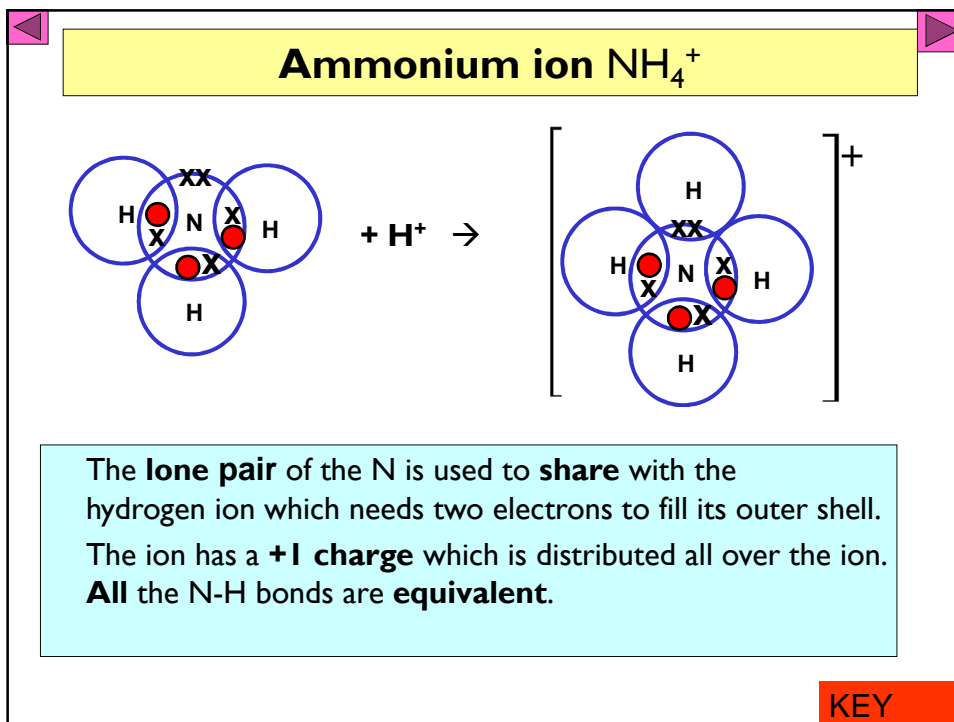 Ammonium ion NH₄⁺
XX
H X N X H
X
H
+ H⁺ →
[ ]+
H
XX
H X N X H
X
H
The lone pair of the N is used to share with the
hydrogen ion which needs two electrons to fill its outer shell.
The ion has a +1 charge which is distributed all over the ion.
All the N-H bonds are equivalent.
KEY